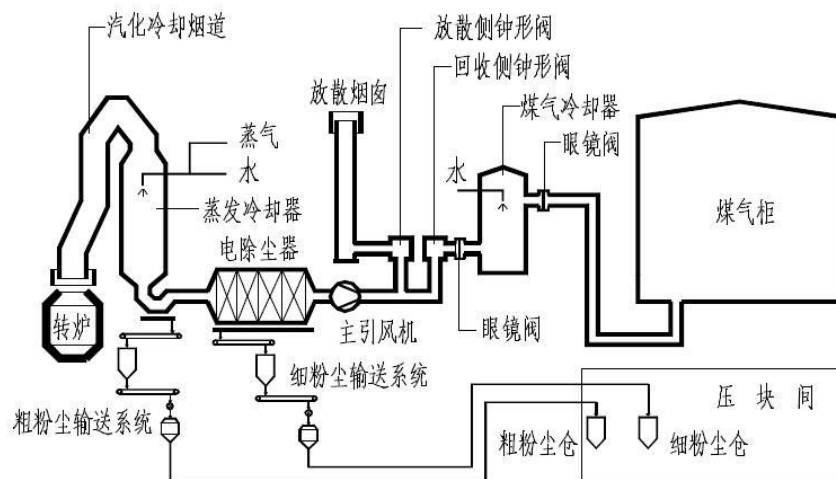 汽化冷却烟道
放散侧钟形阀
回收侧钟形阀
放散烟囱
煤气冷却器
蒸气
水
水
眼镜阀
蒸发冷却器
电除尘器
煤气柜
转炉
主引风机
眼镜阀
细粉尘输送系统
粗粉尘输送系统
压块间
粗粉尘仓
细粉尘仓